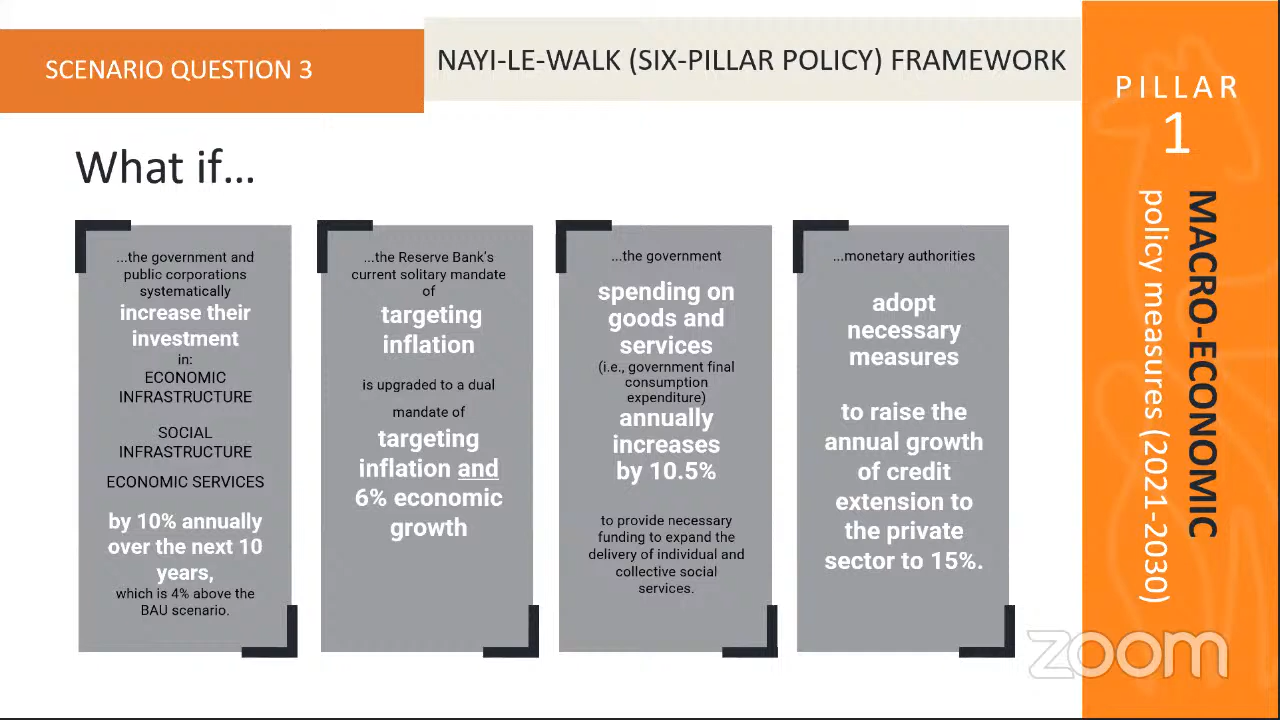 SCENARIO QUESTION 3
NAYI-LE-WALK (SIX-PILLAR POLICY) FRAMEWORK
What if...
...the government and
public corporations
systematically
increase their
investment
in:
ECONOMIC
INFRASTRUCTURE
SOCIAL
INFRASTRUCTURE
ECONOMIC SERVICES
by 10% annually
over the next 10
years,
which is 4% above the
BAU scenario.
...the Reserve Bank's
current solitary mandate
of
targeting
inflation
is upgraded to a dual
mandate of
targeting
inflation and
6% economic
growth
...the government
spending on
goods and
services
(i.e., government final
consumption
expenditure)
annually
increases
by 10.5%
to provide necessary
funding to expand the
delivery of individual and
collective social
services.
...monetary authorities
adopt
necessary
measures
to raise the
annual growth
of credit
extension to
the private
sector to 15%.
PILLAR
1
MACRO-ECONOMIC
policy measures (2021-2030)
zoom